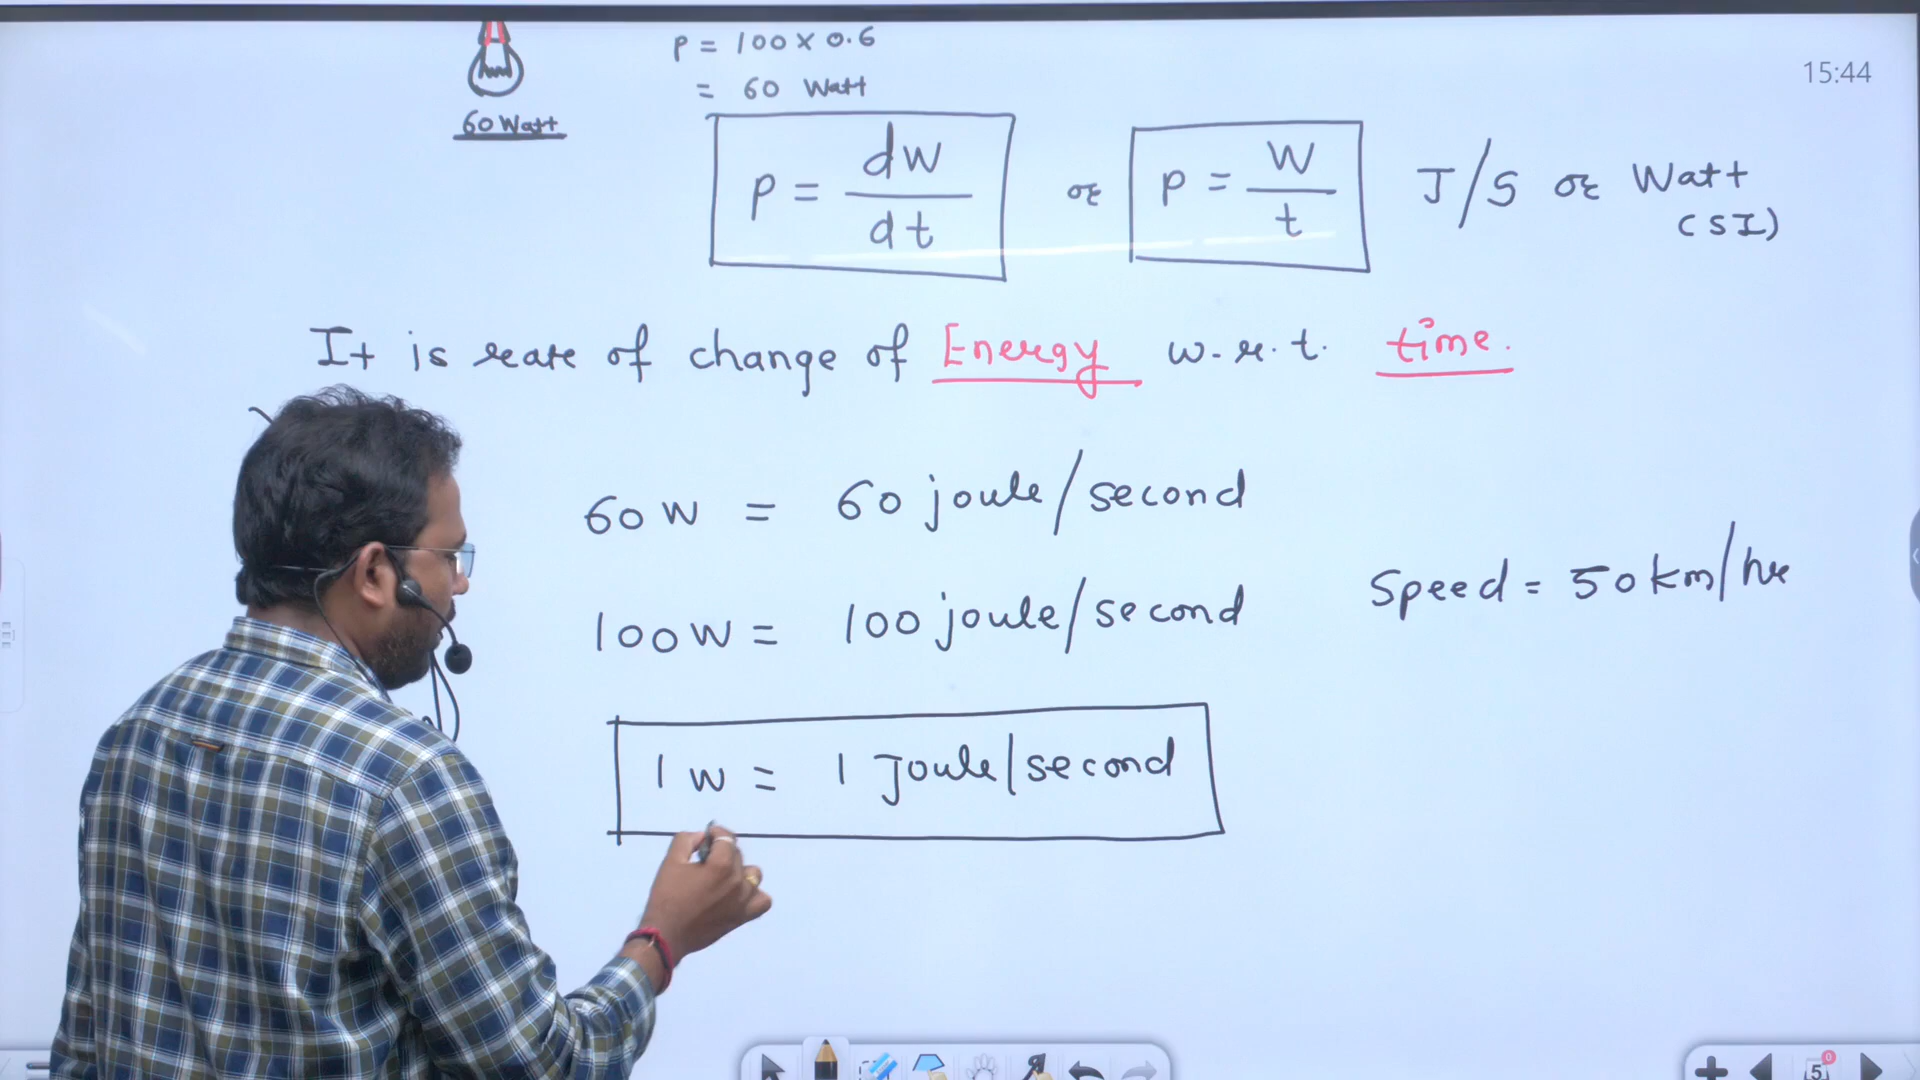 P = 100 × 0.6
= 60 Watt
60 Watt
15:44
P = dw/dt or P = W/t J/S or Watt
(SI)
It is rate of change of Energy w.r.t. time.
60 W = 60 joule/second
100 W = 100 joule/second
Speed = 50 km/hr
1 W = 1 Joule/second
5
0